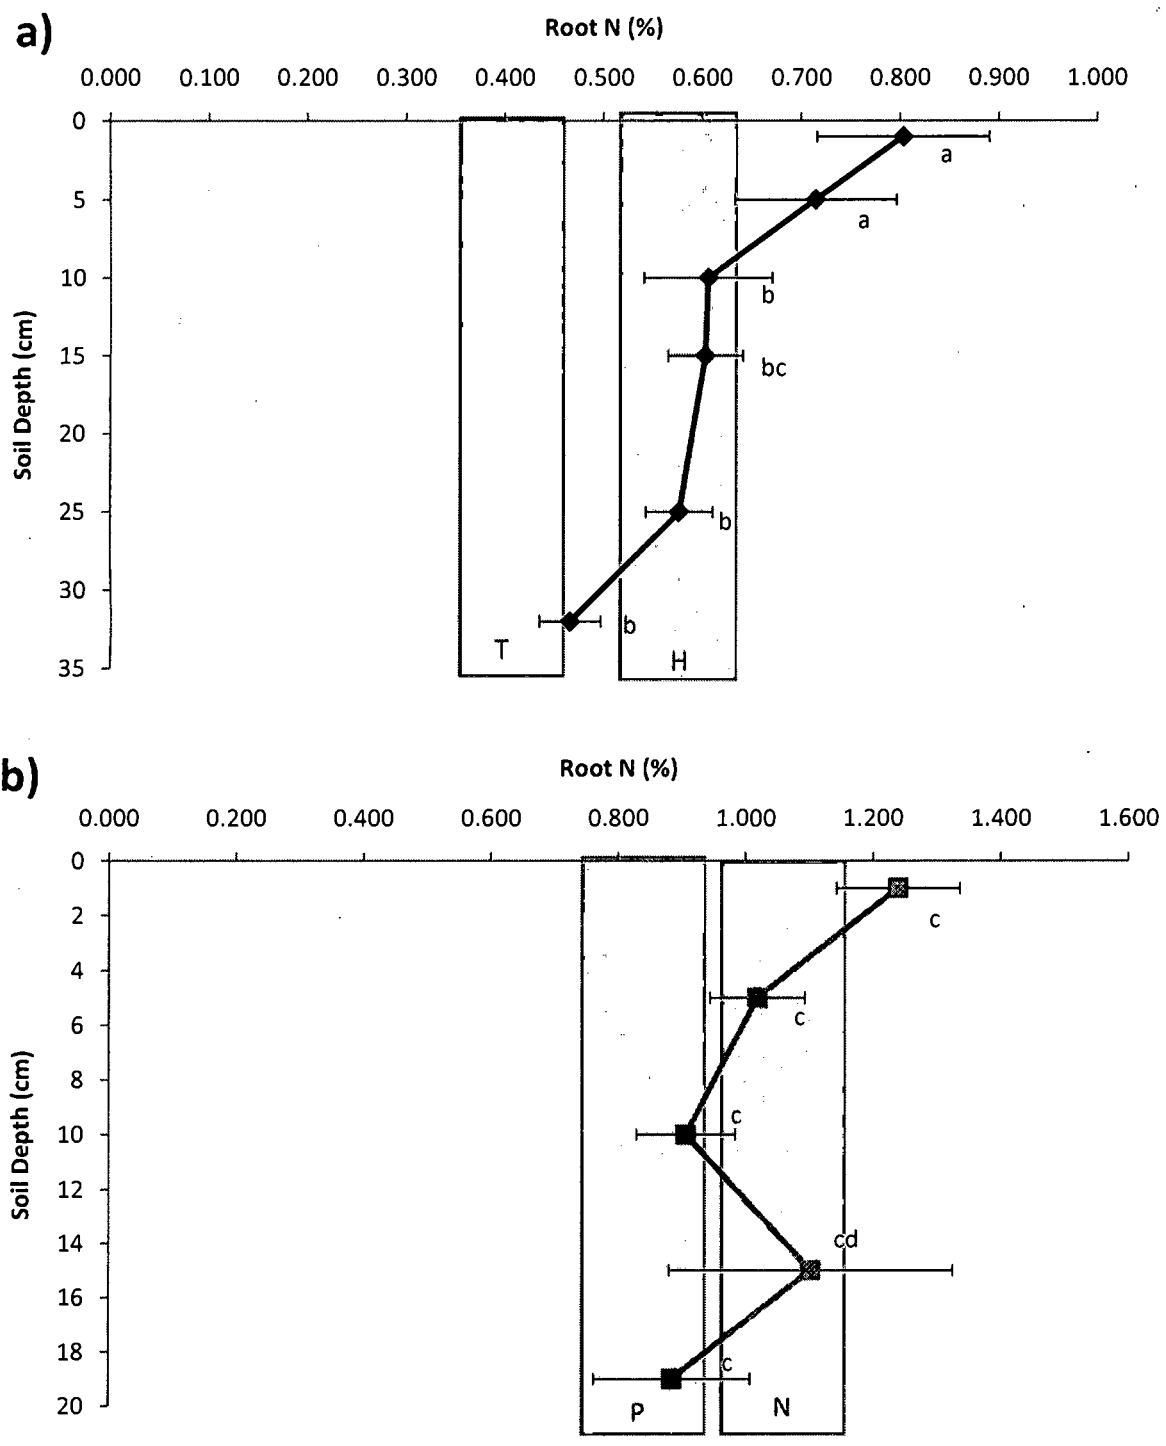 a)
Root N (%)
0.000 0.100 0.200 0.300 0.400 0.500 0.600 0.700 0.800 0.900 1.000
0
a
5
a
10
b
15
bc
20
25
b
30
b
35
T
H
Soil Depth (cm)
b)
Root N (%)
0.000 0.200 0.400 0.600 0.800 1.000 1.200 1.400 1.600
0
c
2
4
c
6
8
c
10
12
14
cd
16
18
c
20
P
N
Soil Depth (cm)